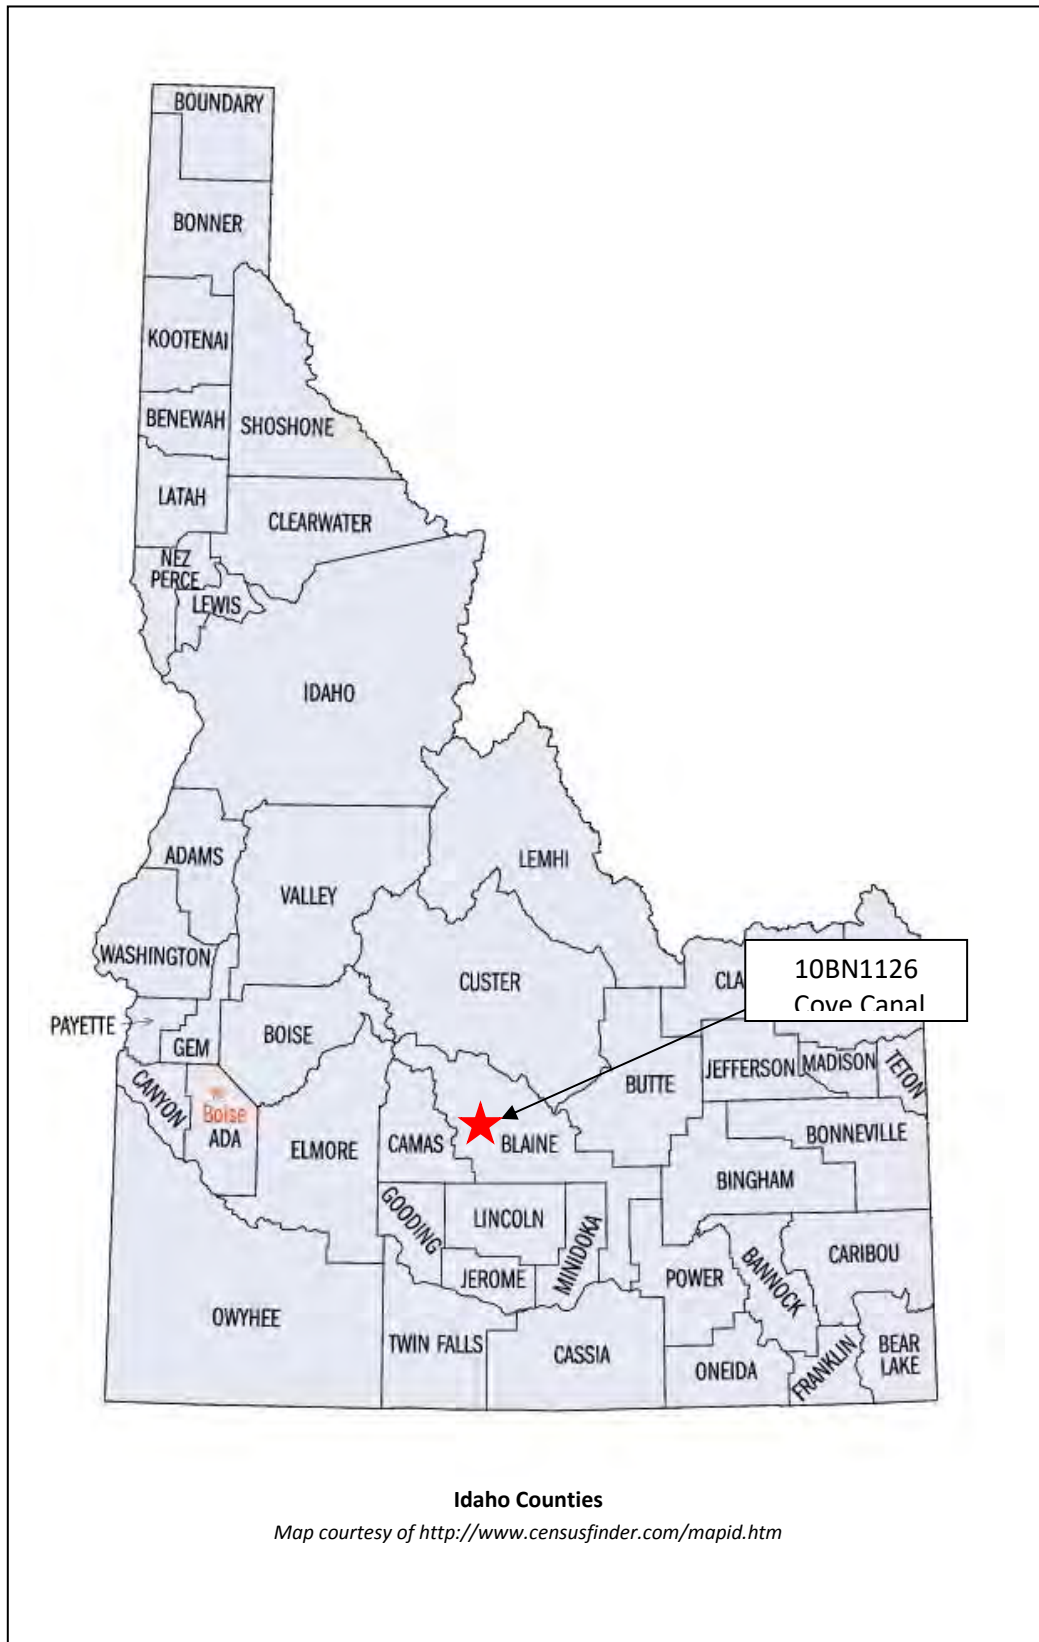 BOUNDARY
BONNER
KOOTENAI
BENEWAH
SHOSHONE
LATAH
CLEARWATER
NEZ
PERCE
LEWIS
IDAHO
ADAMS
LEMHI
VALLEY
WASHINGTON
CUSTER
10BN1126
Cove Canal
CLA
PAYETTE
GEM
BOISE
CANYON
Boise
ADA
ELMORE
CAMAS
BLAINE
BUTTE
JEFFERSON
MADISON
TETON
BONNEVILLE
BINGHAM
GOODING
LINCOLN
MINIDOKA
JEROME
POWER
BANNOCK
CARIBOU
OWYHEE
TWIN FALLS
CASSIA
ONEIDA
FRANKLIN
BEAR
LAKE
Idaho Counties
Map courtesy of http://www.censusfinder.com/mapid.htm